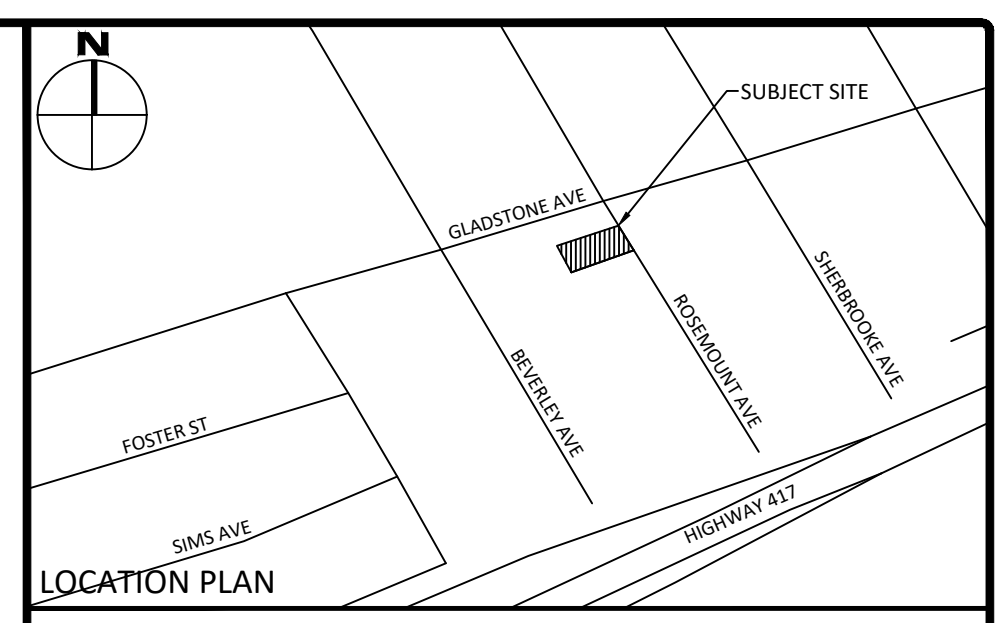 N
SUBJECT SITE
GLADSTONE AVE
SHERBROOKE AVE
ROSEMOUNT AVE
BEVERLEY AVE
FOSTER ST
HIGHWAY 417
SIMS AVE
LOCATION PLAN